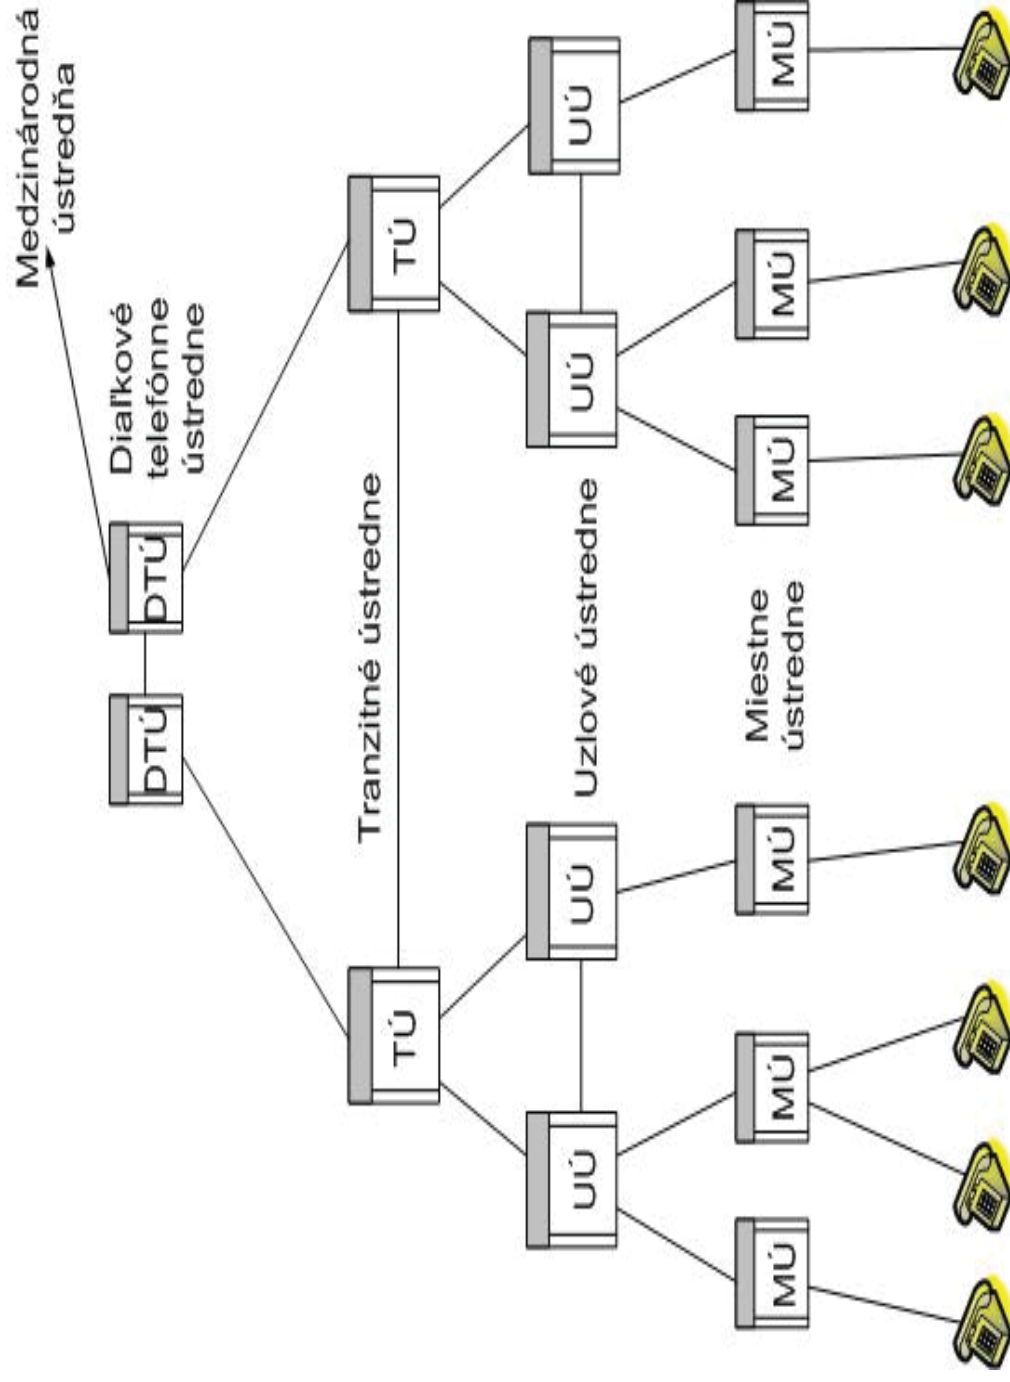 Medzinárodná
ústredňa
DTÚ
DTÚ
Diaľkové
telefónne
ústredne
TÚ
Tranzitné ústredne
TÚ
UÚ
UÚ
Uzlové ústredne
UÚ
UÚ
MÚ
MÚ
MÚ
Miestne
ústredne
MÚ
MÚ
MÚ